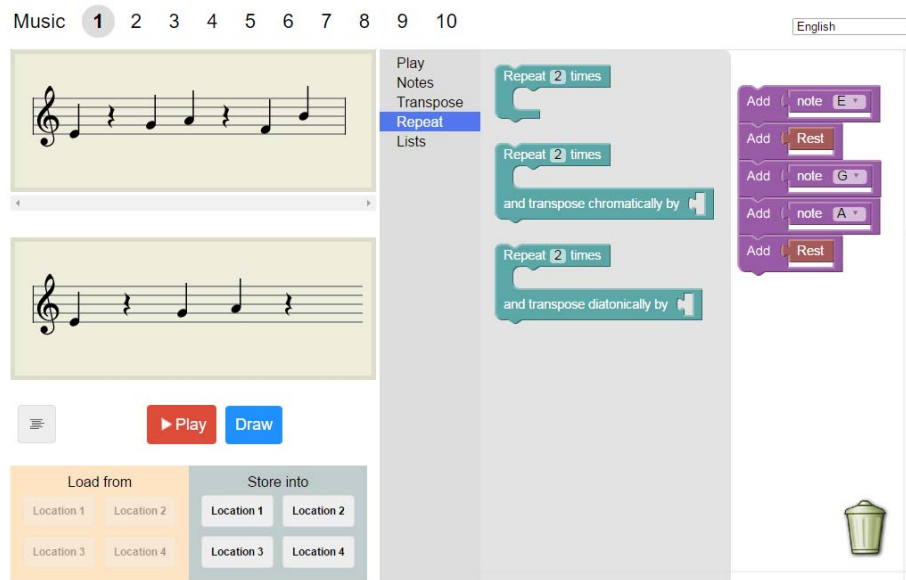 Music 1 2 3 4 5 6 7 8 9 10
English
Play
Notes
Transpose
Repeat
Lists
Repeat 2 times
Repeat 2 times
and transpose chromatically by
Repeat 2 times
and transpose diatonically by
Add note E
Add Rest
Add note G
Add note A
Add Rest
Play Draw
Load from
Location 1 Location 2
Location 3 Location 4
Store into
Location 1 Location 2
Location 3 Location 4